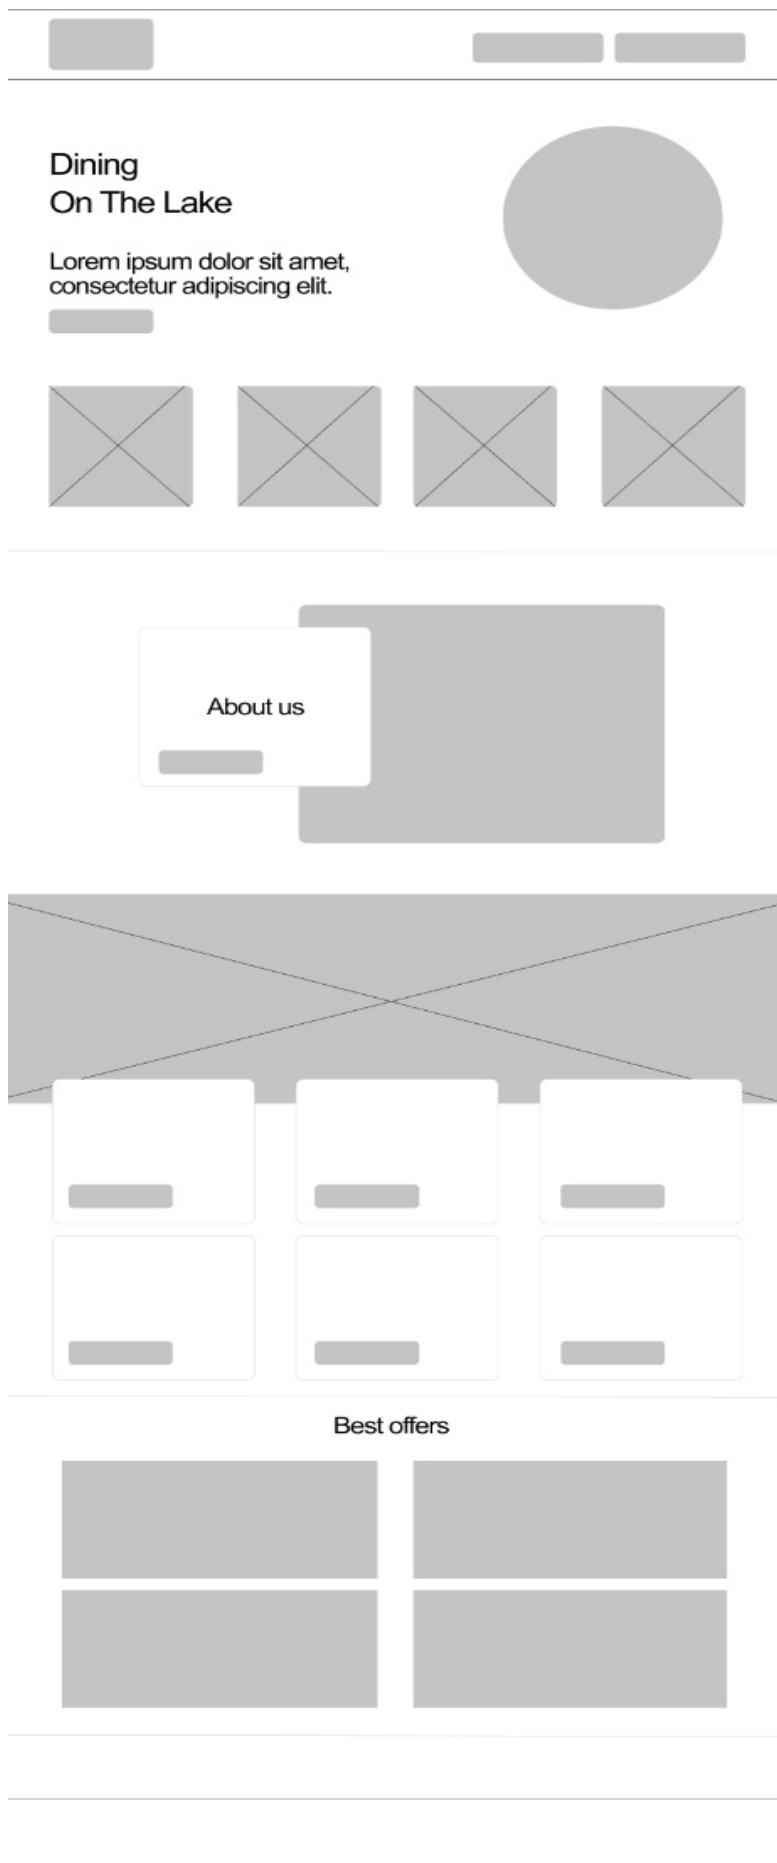 Dining
On The Lake
Lorem ipsum dolor sit amet,
consectetur adipiscing elit.
About us
Best offers